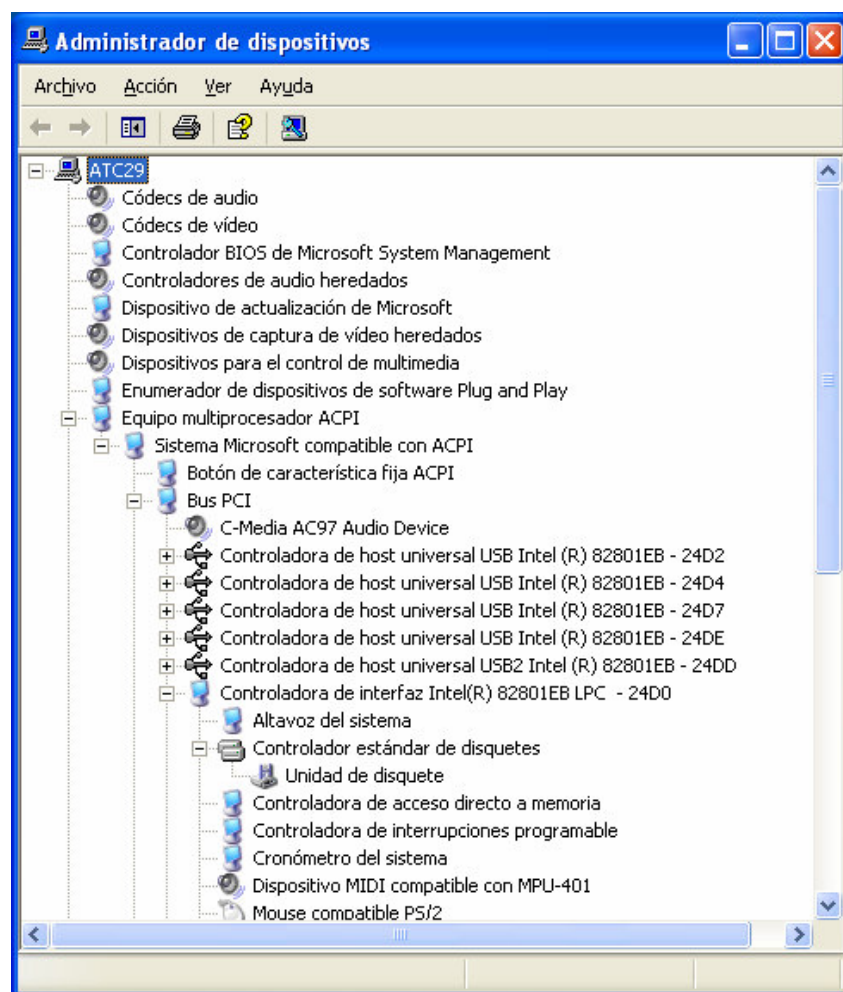 Administrador de dispositivos
Archivo Acción Ver Ayuda
ATC29
Códecs de audio
Códecs de vídeo
Controlador BIOS de Microsoft System Management
Controladores de audio heredados
Dispositivo de actualización de Microsoft
Dispositivos de captura de vídeo heredados
Dispositivos para el control de multimedia
Enumerador de dispositivos de software Plug and Play
Equipo multiprocesador ACPI
Sistema Microsoft compatible con ACPI
Botón de característica fija ACPI
Bus PCI
C-Media AC97 Audio Device
Controladora de host universal USB Intel (R) 82801EB - 24D2
Controladora de host universal USB Intel (R) 82801EB - 24D4
Controladora de host universal USB Intel (R) 82801EB - 24D7
Controladora de host universal USB Intel (R) 82801EB - 24DE
Controladora de host universal USB2 Intel (R) 82801EB - 24DD
Controladora de interfaz Intel(R) 82801EB LPC - 24D0
Altavoz del sistema
Controlador estándar de disquetes
Unidad de disquete
Controladora de acceso directo a memoria
Controladora de interrupciones programable
Cronómetro del sistema
Dispositivo MIDI compatible con MPU-401
Mouse compatible PS/2